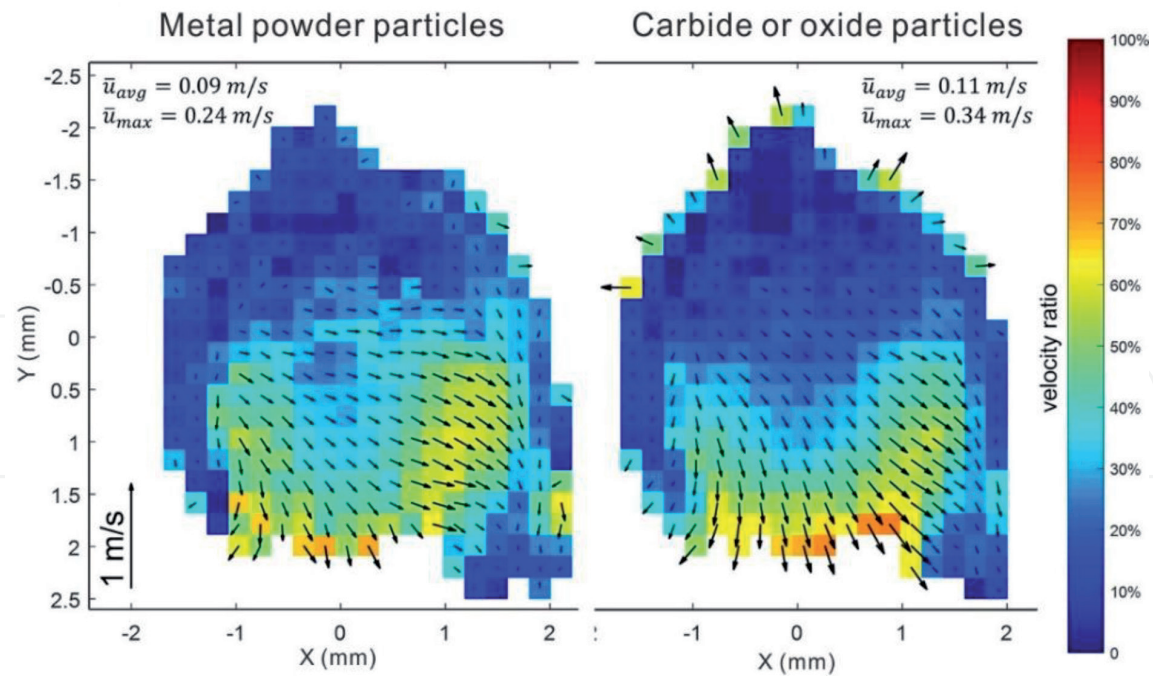 Metal powder particles
Carbide or oxide particles
ū_avg = 0.09 m/s
ū_max = 0.24 m/s
ū_avg = 0.11 m/s
ū_max = 0.34 m/s
-2.5
-2
-1.5
-1
-0.5
0
0.5
1
1.5
2
2.5
Y (mm)
1 m/s
-2 -1 0 1 2
X (mm)
-1 0 1 2
X (mm)
velocity ratio
100%
90%
80%
70%
60%
50%
40%
30%
20%
10%
0